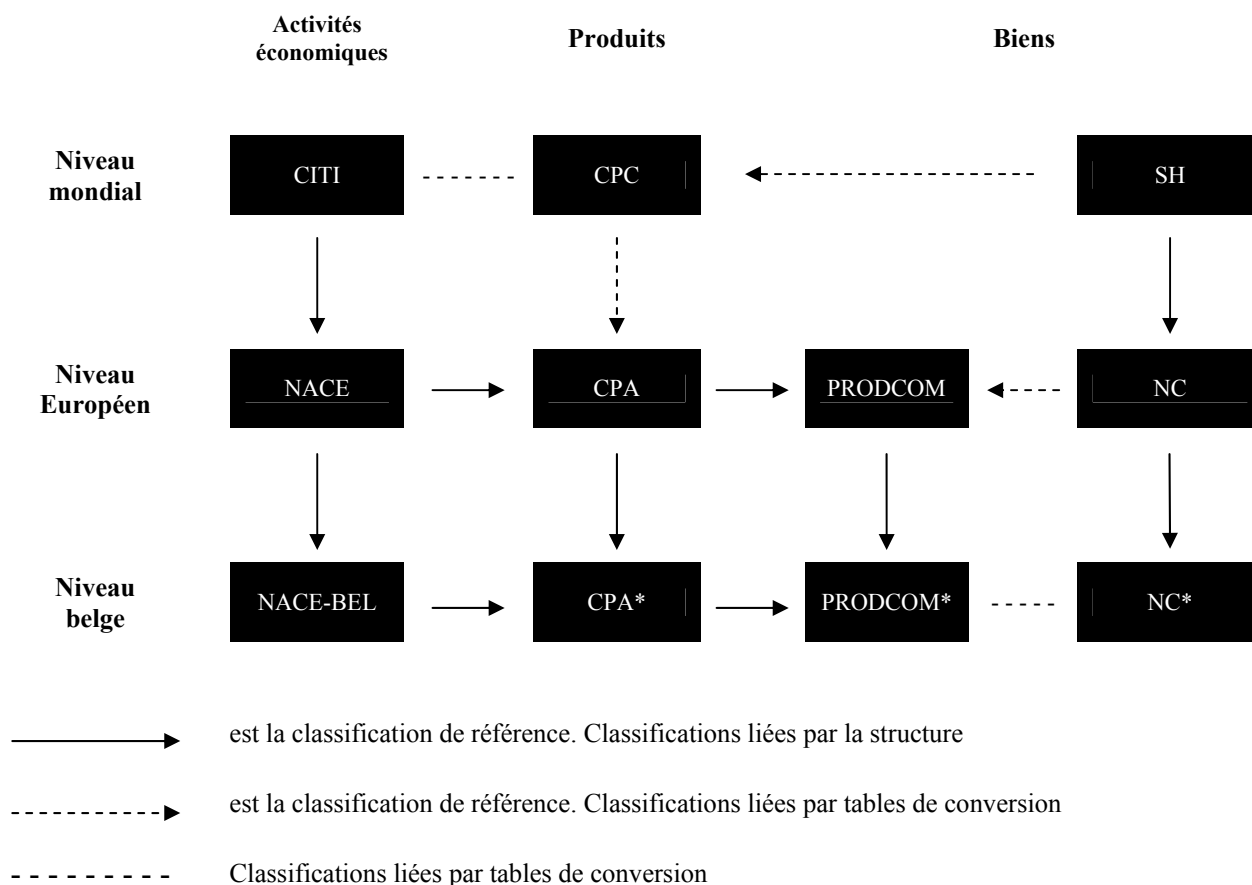 Activités
économiques
Produits
Biens
Niveau
mondial
CITI
CPC
SH
Niveau
Européen
NACE
CPA
PRODCOM
NC
Niveau
belge
NACE-BEL
CPA*
PRODCOM*
NC*
est la classification de référence. Classifications liées par la structure
est la classification de référence. Classifications liées par tables de conversion
Classifications liées par tables de conversion